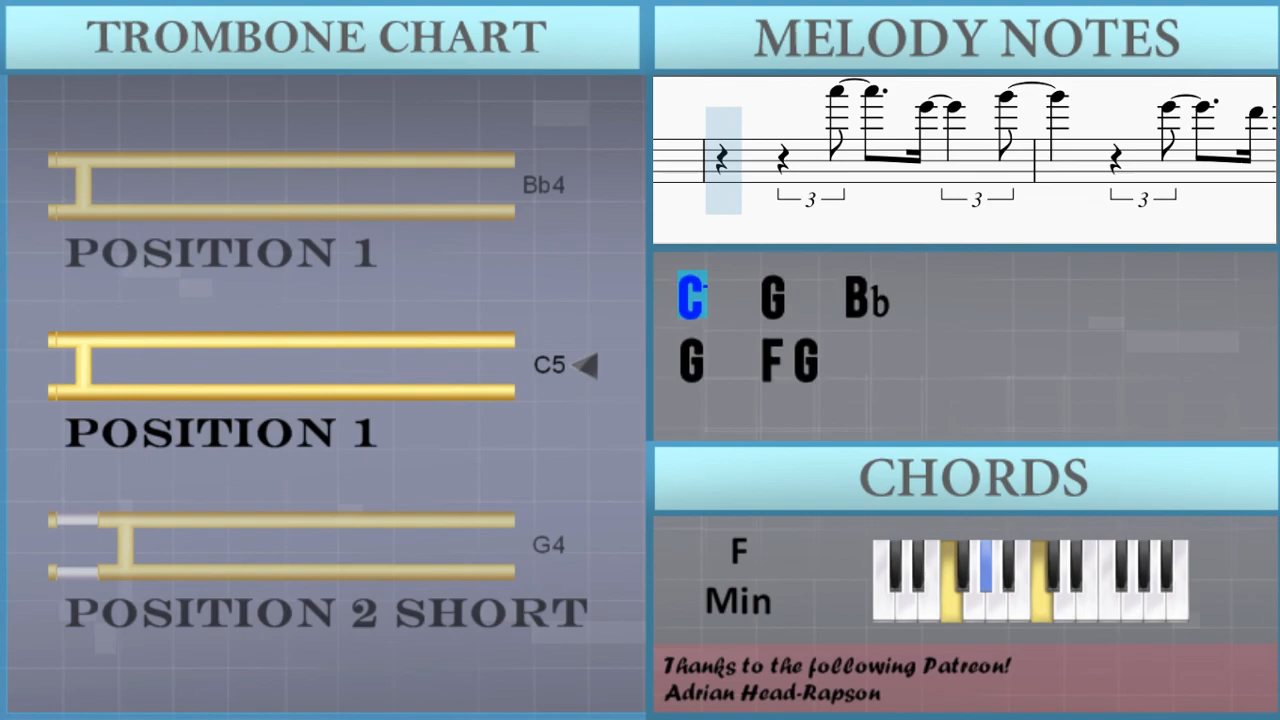 TROMBONE CHART
Bb4
POSITION 1
C5
POSITION 1
G4
POSITION 2 SHORT
MELODY NOTES
3 3 3
C G Bb
G F G
CHORDS
F
Min
Thanks to the following Patreon!
Adrian Head-Rapson